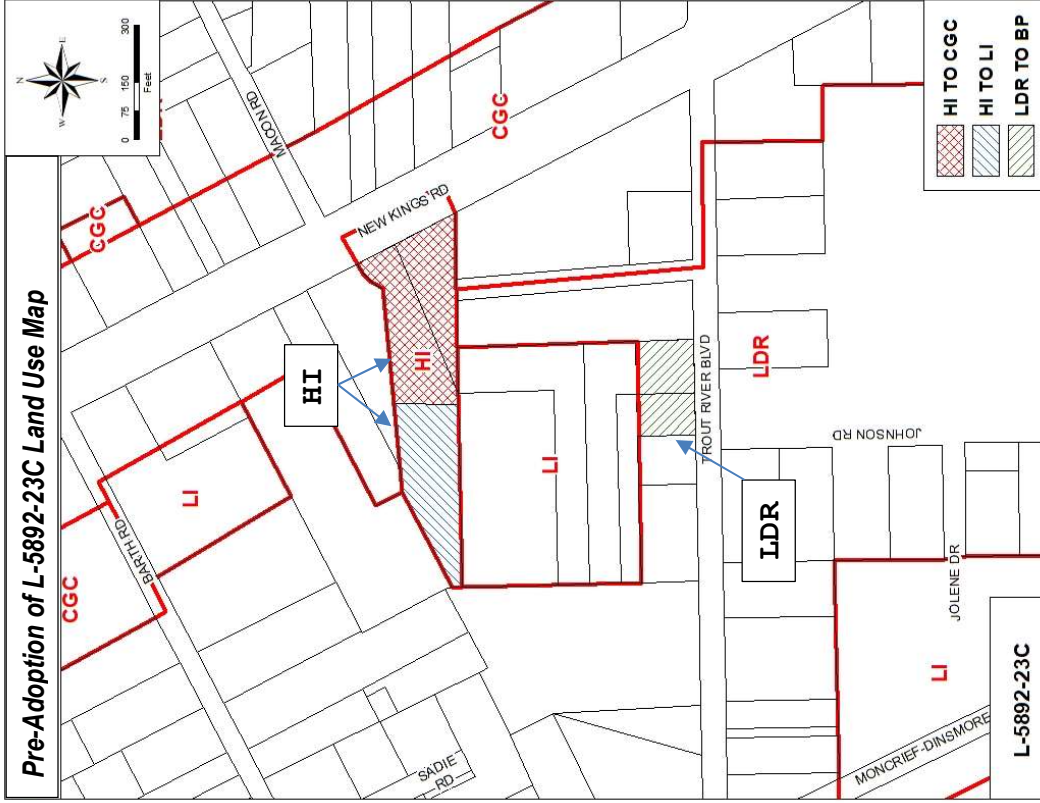 Pre-Adoption of L-5892-23C Land Use Map
N
W
E
S
0 75 150 300
Feet
CGC
MACON RD
CGC
CGC
NEW KINGS RD
LI
BARTH RD
HI
HI
LI
LDR
TROUT RIVER BLVD
LDR
JOHNSON RD
JOLENE DR
LI
SADIE
RD
MONCRIEF-DINSMORE
HI TO CGC
HI TO LI
LDR TO BP
L-5892-23C